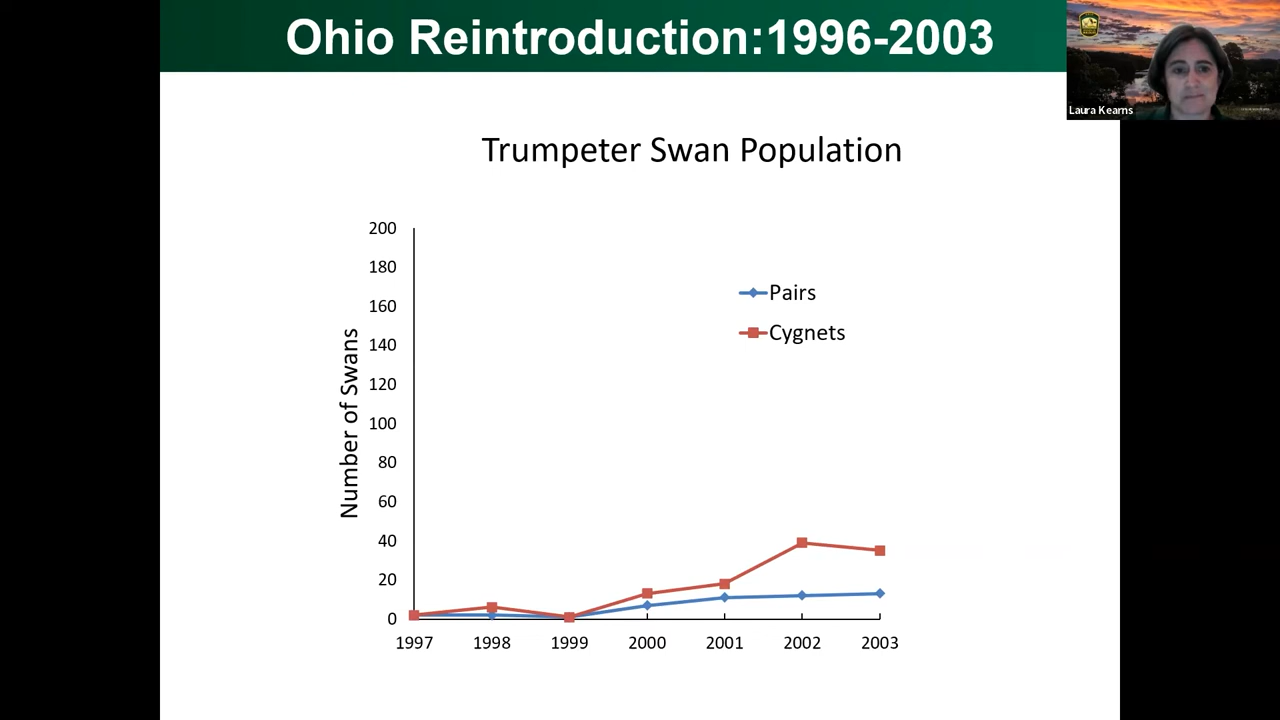 Ohio Reintroduction:1996-2003
Laura Kearns
Trumpeter Swan Population
Number of Swans
200
180
160
140
120
100
80
60
40
20
0
Pairs
Cygnets
1997 1998 1999 2000 2001 2002 2003